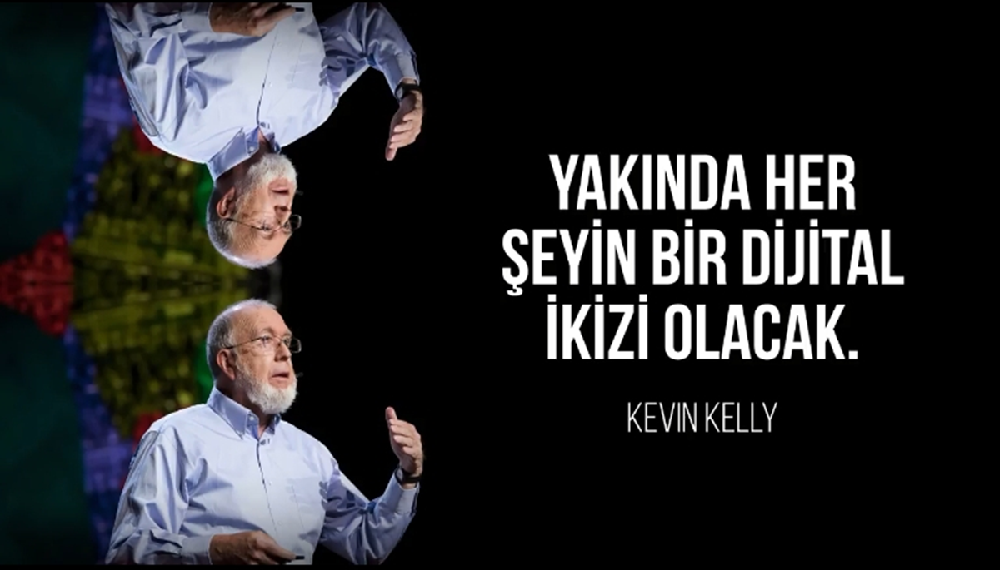 YAKINDA HER
ŞEYİN BİR DİJİTAL
İKİZİ OLACAK.
KEVIN KELLY